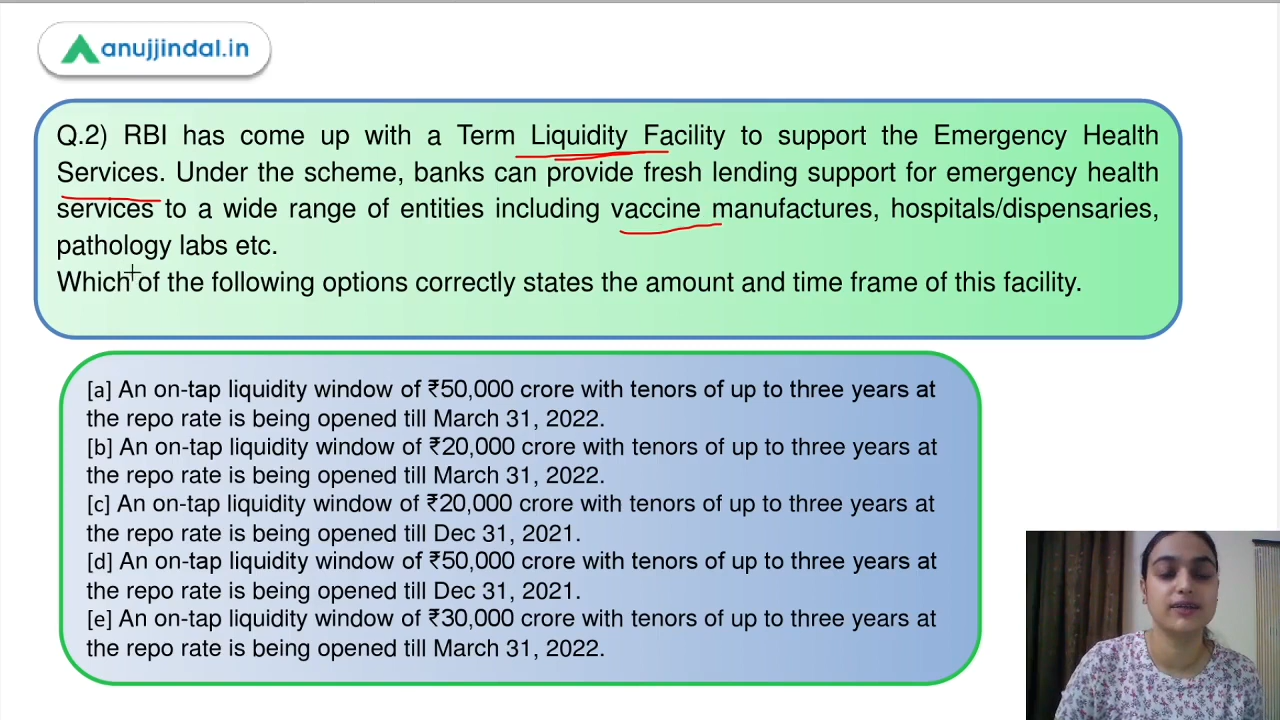 anujjindal.in
Q.2) RBI has come up with a Term Liquidity Facility to support the Emergency Health
Services. Under the scheme, banks can provide fresh lending support for emergency health
services to a wide range of entities including vaccine manufactures, hospitals/dispensaries,
pathology labs etc.
Which of the following options correctly states the amount and time frame of this facility.
[a] An on-tap liquidity window of ₹50,000 crore with tenors of up to three years at
the repo rate is being opened till March 31, 2022.
[b] An on-tap liquidity window of ₹20,000 crore with tenors of up to three years at
the repo rate is being opened till March 31, 2022.
[c] An on-tap liquidity window of ₹20,000 crore with tenors of up to three years at
the repo rate is being opened till Dec 31, 2021.
[d] An on-tap liquidity window of ₹50,000 crore with tenors of up to three years at
the repo rate is being opened till Dec 31, 2021.
[e] An on-tap liquidity window of ₹30,000 crore with tenors of up to three years at
the repo rate is being opened till March 31, 2022.